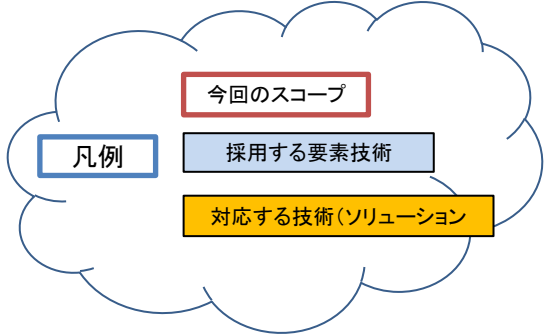 今回のスコープ
凡例
採用する要素技術
対応する技術(ソリューション